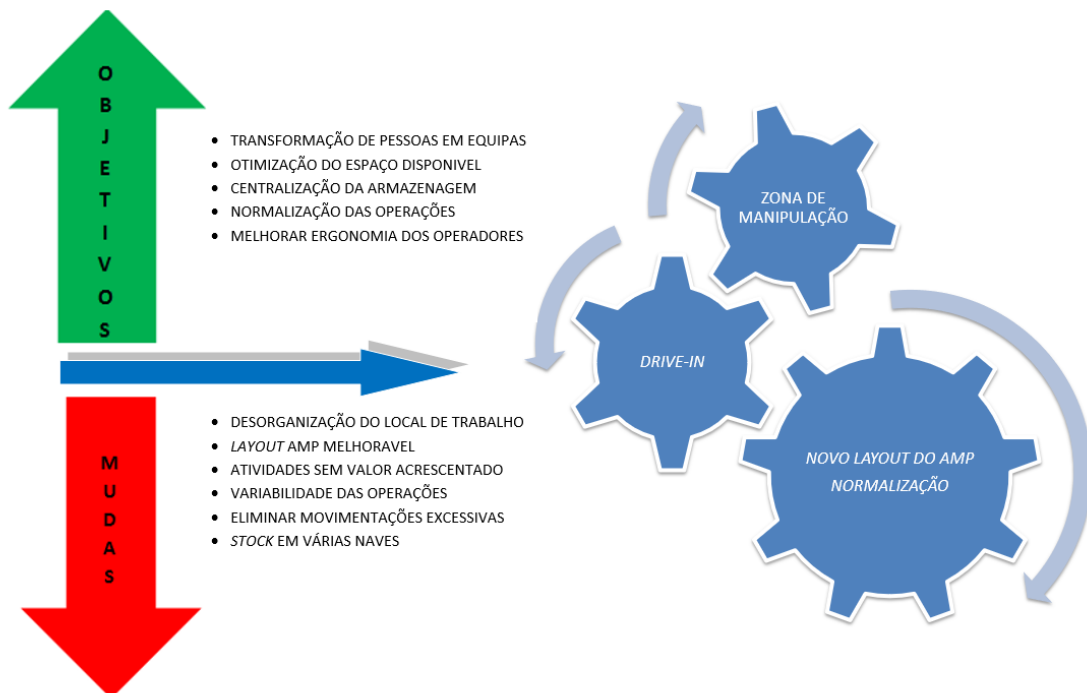 OBJETIVOS
• TRANSFORMAÇÃO DE PESSOAS EM EQUIPAS
• OTIMIZAÇÃO DO ESPAÇO DISPONIVEL
• CENTRALIZAÇÃO DA ARMAZENAGEM
• NORMALIZAÇÃO DAS OPERAÇÕES
• MELHORAR ERGONOMIA DOS OPERADORES
MUDAS
• DESORGANIZAÇÃO DO LOCAL DE TRABALHO
• LAYOUT AMP MELHORAVEL
• ATIVIDADES SEM VALOR ACRESCENTADO
• VARIABILIDADE DAS OPERAÇÕES
• ELIMINAR MOVIMENTAÇÕES EXCESSIVAS
• STOCK EM VÁRIAS NAVES
ZONA DE
MANIPULAÇÃO
DRIVE-IN
NOVO LAYOUT DO AMP
NORMALIZAÇÃO